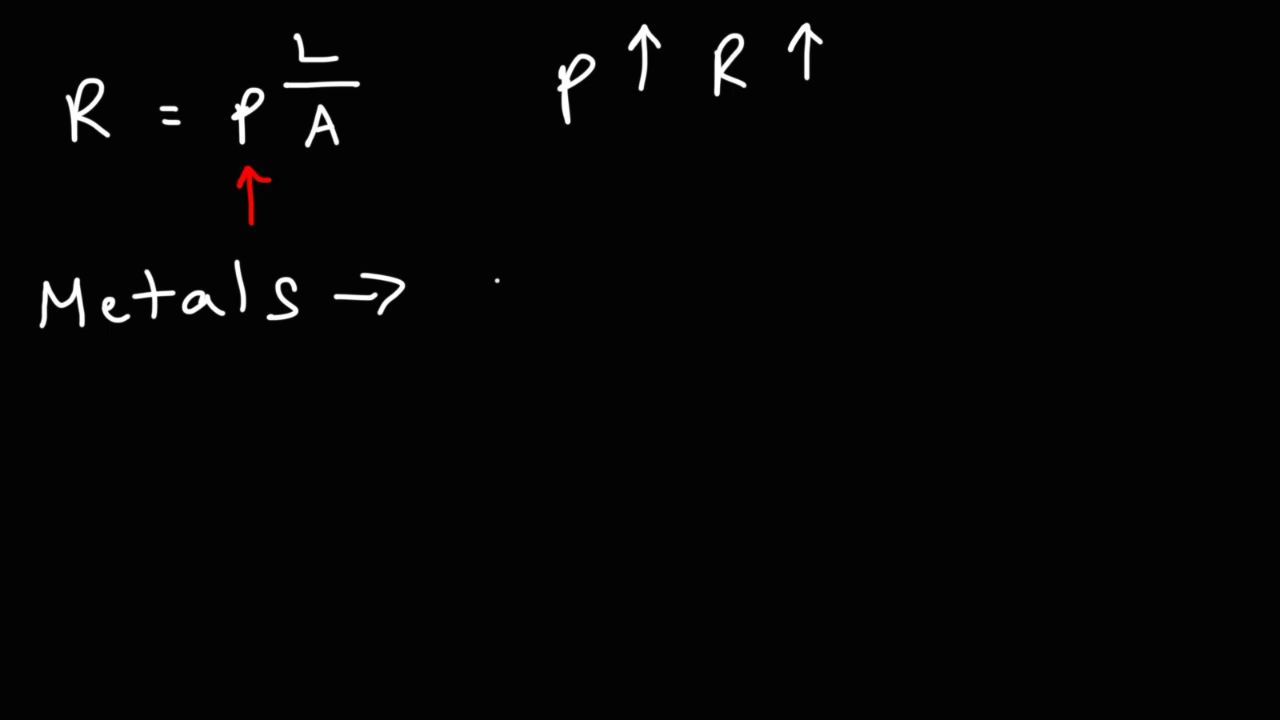 R = ρ L/A
ρ ↑ R ↑
Metals →